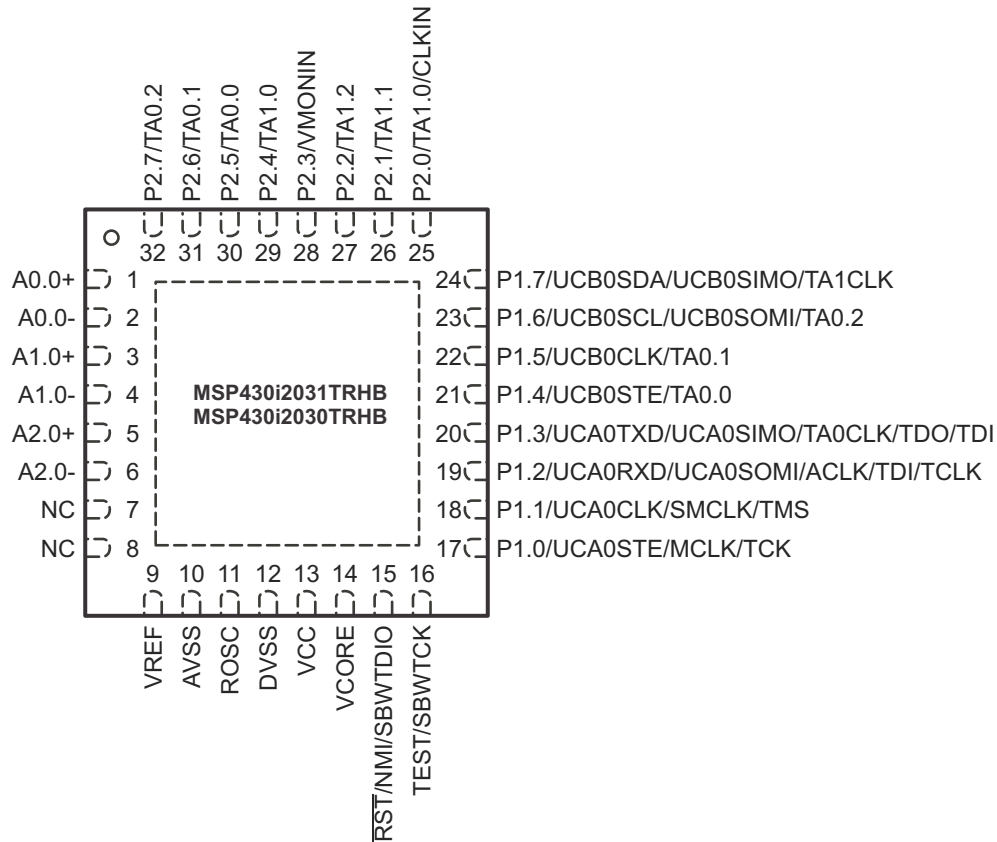 P2.7/TA0.2
P2.6/TA0.1
P2.5/TA0.0
P2.4/TA1.0
P2.3/VMONIN
P2.2/TA1.2
P2.1/TA1.1
P2.0/TA1.0/CLKIN
32 31 30 29 28 27 26 25
A0.0+ 1
A0.0- 2
A1.0+ 3
A1.0- 4
A2.0+ 5
A2.0- 6
NC 7
NC 8
MSP430i2031TRHB
MSP430i2030TRHB
24 P1.7/UCB0SDA/UCB0SIMO/TA1CLK
23 P1.6/UCB0SCL/UCB0SOMI/TA0.2
22 P1.5/UCB0CLK/TA0.1
21 P1.4/UCB0STE/TA0.0
20 P1.3/UCA0TXD/UCA0SIMO/TA0CLK/TDO/TDI
19 P1.2/UCA0RXD/UCA0SOMI/ACLK/TDI/TCLK
18 P1.1/UCA0CLK/SMCLK/TMS
17 P1.0/UCA0STE/MCLK/TCK
9 10 11 12 13 14 15 16
VREF
AVSS
ROSC
DVSS
VCC
VCORE
RST/NMI/SBWTDIO
TEST/SBWTCK